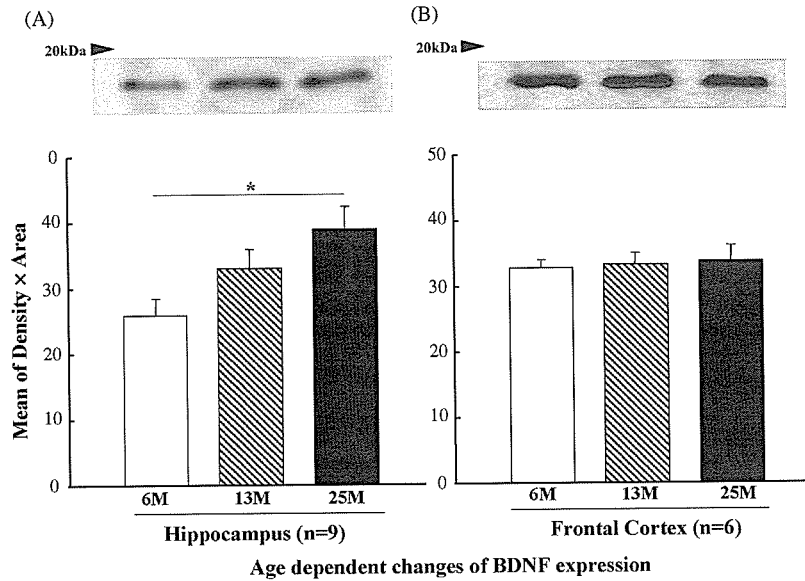 (A)
20kDa
(B)
20kDa
Mean of Density × Area
0
40
30
20
30
0
*
6M
13M
25M
Hippocampus (n=9)
50
40
30
20
10
0
6M
13M
25M
Frontal Cortex (n=6)
Age dependent changes of BDNF expression